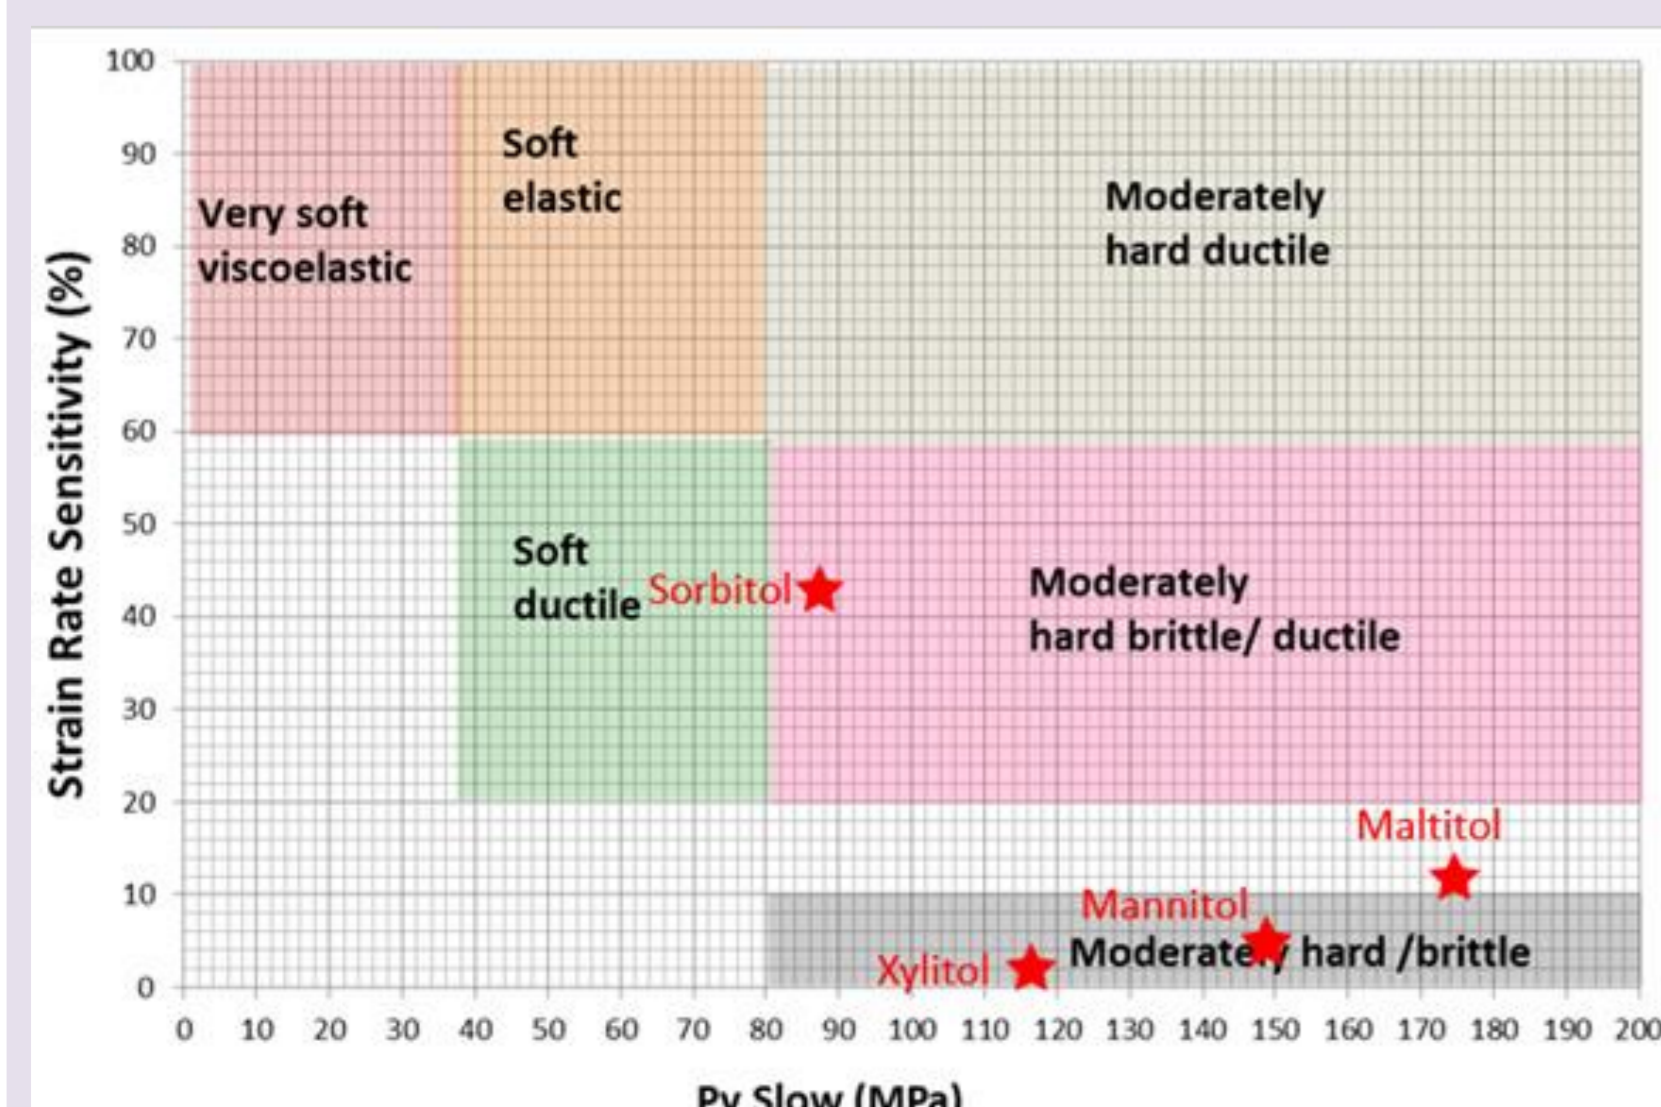 100
90
80
70
60
50
40
30
20
10
0
Strain Rate Sensitivity (%)
Very soft
viscoelastic
Soft
elastic
Moderately
hard ductile
Soft
ductile
Sorbitol
Moderately
hard brittle/ ductile
Maltitol
Mannitol
Moderately hard /brittle
Xylitol
0 10 20 30 40 50 60 70 80 90 100 110 120 130 140 150 160 170 180 190 200
Py Slow (MPa)